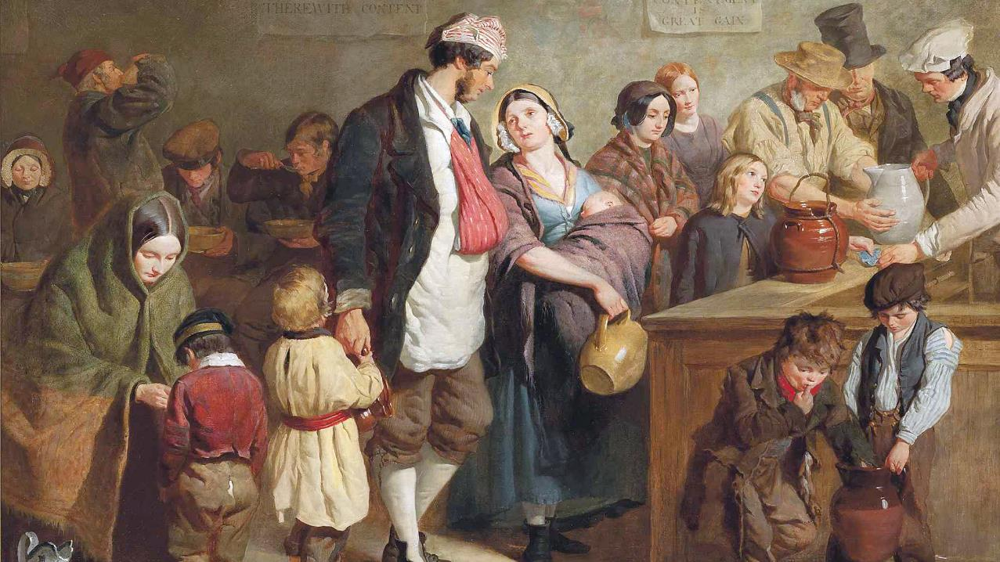 THEREWITH CONTENT
CONTENTMENT
IS
GREAT GAIN